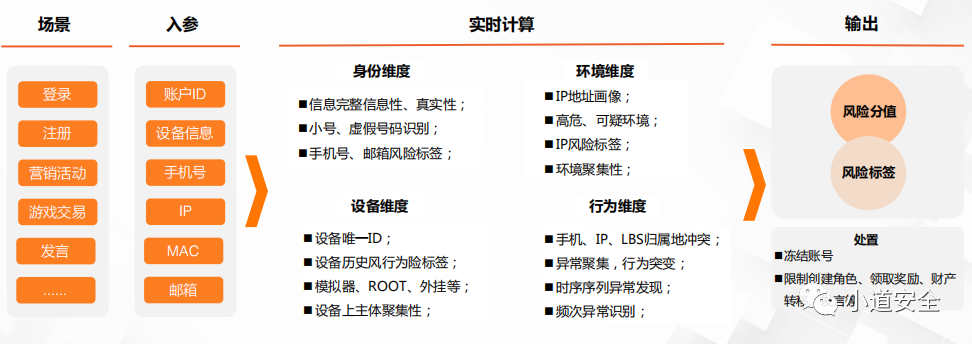 场景
登录
注册
营销活动
游戏交易
发言
……
入参
账户ID
设备信息
手机号
IP
MAC
邮箱
实时计算
身份维度
■信息完整信息性、真实性；
■小号、虚假号码识别；
■手机号、邮箱风险标签；
环境维度
■IP地址画像；
■高危、可疑环境；
■IP风险标签；
■环境聚集性；
设备维度
■设备唯一ID；
■设备历史风行为险标签；
■模拟器、ROOT、外挂等；
■设备上主体聚集性；
行为维度
■手机、IP、LBS归属地冲突；
■异常聚集，行为突变；
■时序序列异常发现；
■频次异常识别；
输出
风险分值
风险标签
处置
■冻结账号
■限制创建角色、领取奖励、财产
转移
小道安全